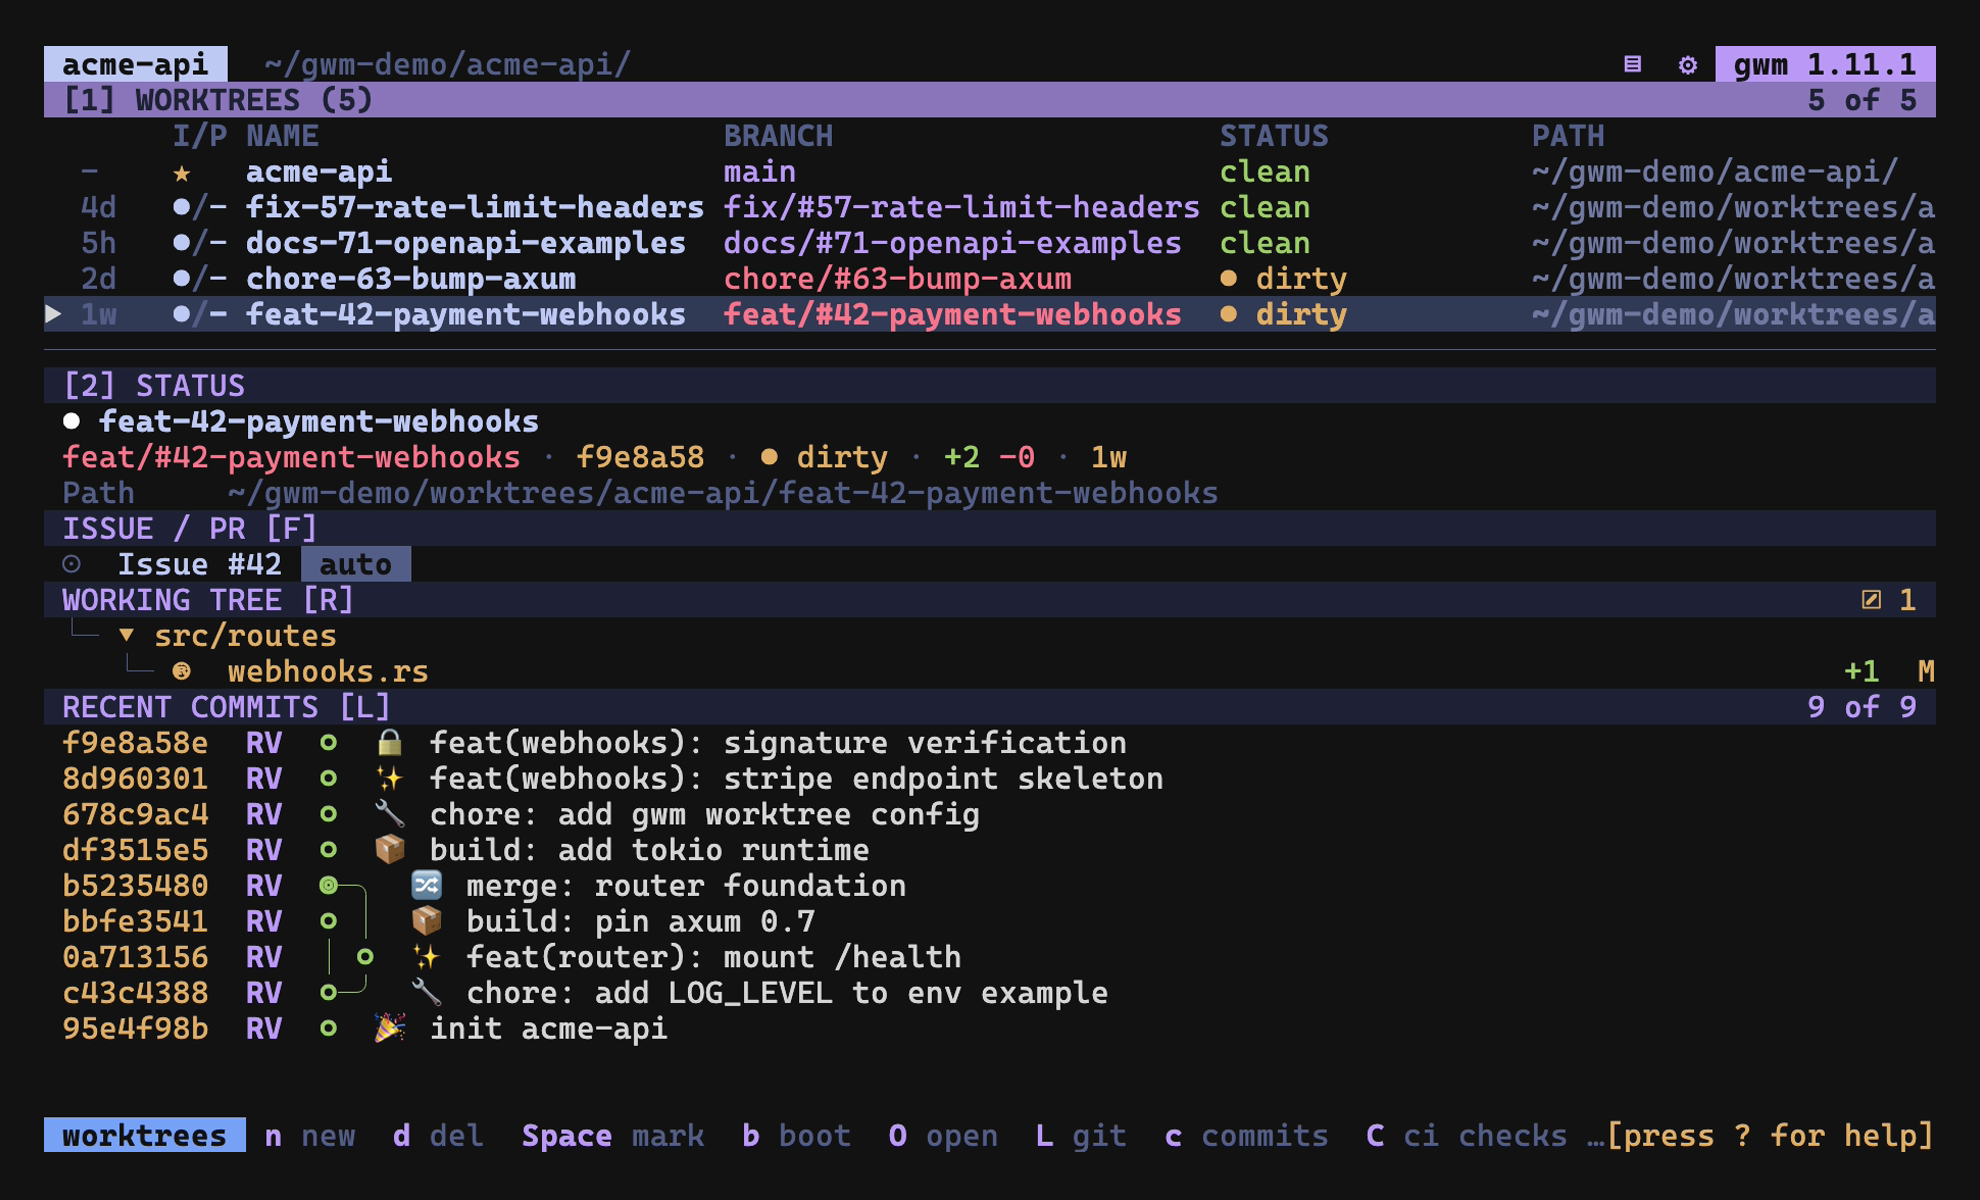 acme-api ~/gwm-demo/acme-api/ gwm 1.11.1
[1] WORKTREES (5) 5 of 5
I/P NAME BRANCH STATUS PATH
- ★ acme-api main clean ~/gwm-demo/acme-api/
4d ●/- fix-57-rate-limit-headers fix/#57-rate-limit-headers clean ~/gwm-demo/worktrees/a
5h ●/- docs-71-openapi-examples docs/#71-openapi-examples clean ~/gwm-demo/worktrees/a
2d ●/- chore-63-bump-axum chore/#63-bump-axum ● dirty ~/gwm-demo/worktrees/a
▶ 1w ●/- feat-42-payment-webhooks feat/#42-payment-webhooks ● dirty ~/gwm-demo/worktrees/a
[2] STATUS
● feat-42-payment-webhooks
feat/#42-payment-webhooks · f9e8a58 · ● dirty · +2 -0 · 1w
Path ~/gwm-demo/worktrees/acme-api/feat-42-payment-webhooks
ISSUE / PR [F]
Issue #42 auto
WORKING TREE [R] 1
▼ src/routes
webhooks.rs +1 M
RECENT COMMITS [L] 9 of 9
f9e8a58e RV 🔒 feat(webhooks): signature verification
8d960301 RV ✨ feat(webhooks): stripe endpoint skeleton
678c9ac4 RV 🔧 chore: add gwm worktree config
df3515e5 RV 📦 build: add tokio runtime
b5235480 RV 🔀 merge: router foundation
bbfe3541 RV 📦 build: pin axum 0.7
0a713156 RV ✨ feat(router): mount /health
c43c4388 RV 🔧 chore: add LOG_LEVEL to env example
95e4f98b RV 🎉 init acme-api
worktrees n new d del Space mark b boot O open L git c commits C ci checks …[press ? for help]